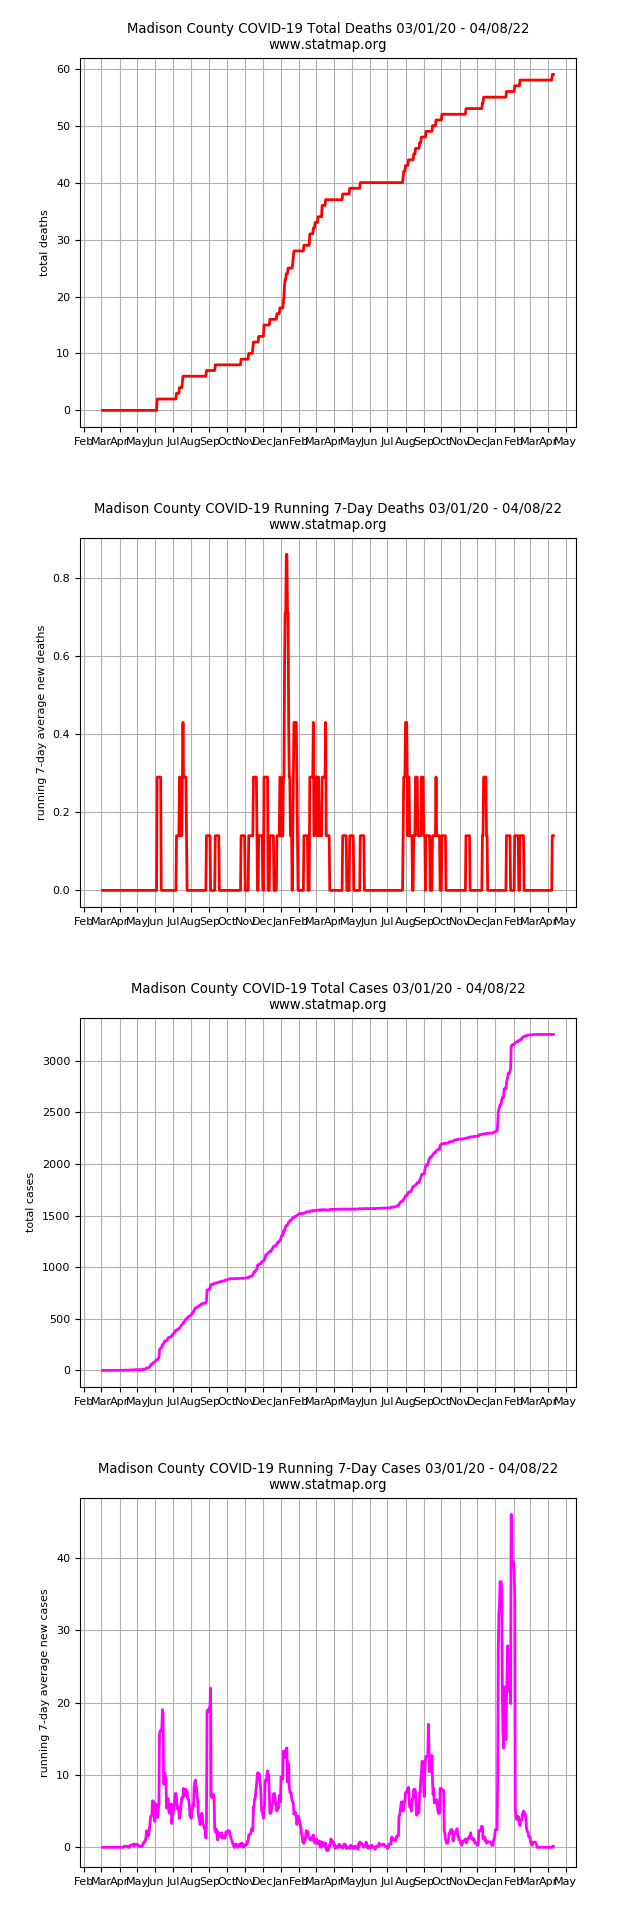 Madison County COVID-19 Total Deaths 03/01/20 - 04/08/22
www.statmap.org
60
50
40
30
20
10
0
total deaths
Feb Mar Apr May Jun Jul Aug Sep Oct Nov Dec Jan Feb Mar Apr May Jun Jul Aug Sep Oct Nov Dec Jan Feb Mar Apr May
Madison County COVID-19 Running 7-Day Deaths 03/01/20 - 04/08/22
www.statmap.org
0.8
0.6
0.4
0.2
0.0
running 7-day average new deaths
Feb Mar Apr May Jun Jul Aug Sep Oct Nov Dec Jan Feb Mar Apr May Jun Jul Aug Sep Oct Nov Dec Jan Feb Mar Apr May
Madison County COVID-19 Total Cases 03/01/20 - 04/08/22
www.statmap.org
3000
2500
2000
1500
1000
500
0
total cases
Feb Mar Apr May Jun Jul Aug Sep Oct Nov Dec Jan Feb Mar Apr May Jun Jul Aug Sep Oct Nov Dec Jan Feb Mar Apr May
Madison County COVID-19 Running 7-Day Cases 03/01/20 - 04/08/22
www.statmap.org
40
30
20
10
0
running 7-day average new cases
Feb Mar Apr May Jun Jul Aug Sep Oct Nov Dec Jan Feb Mar Apr May Jun Jul Aug Sep Oct Nov Dec Jan Feb Mar Apr May